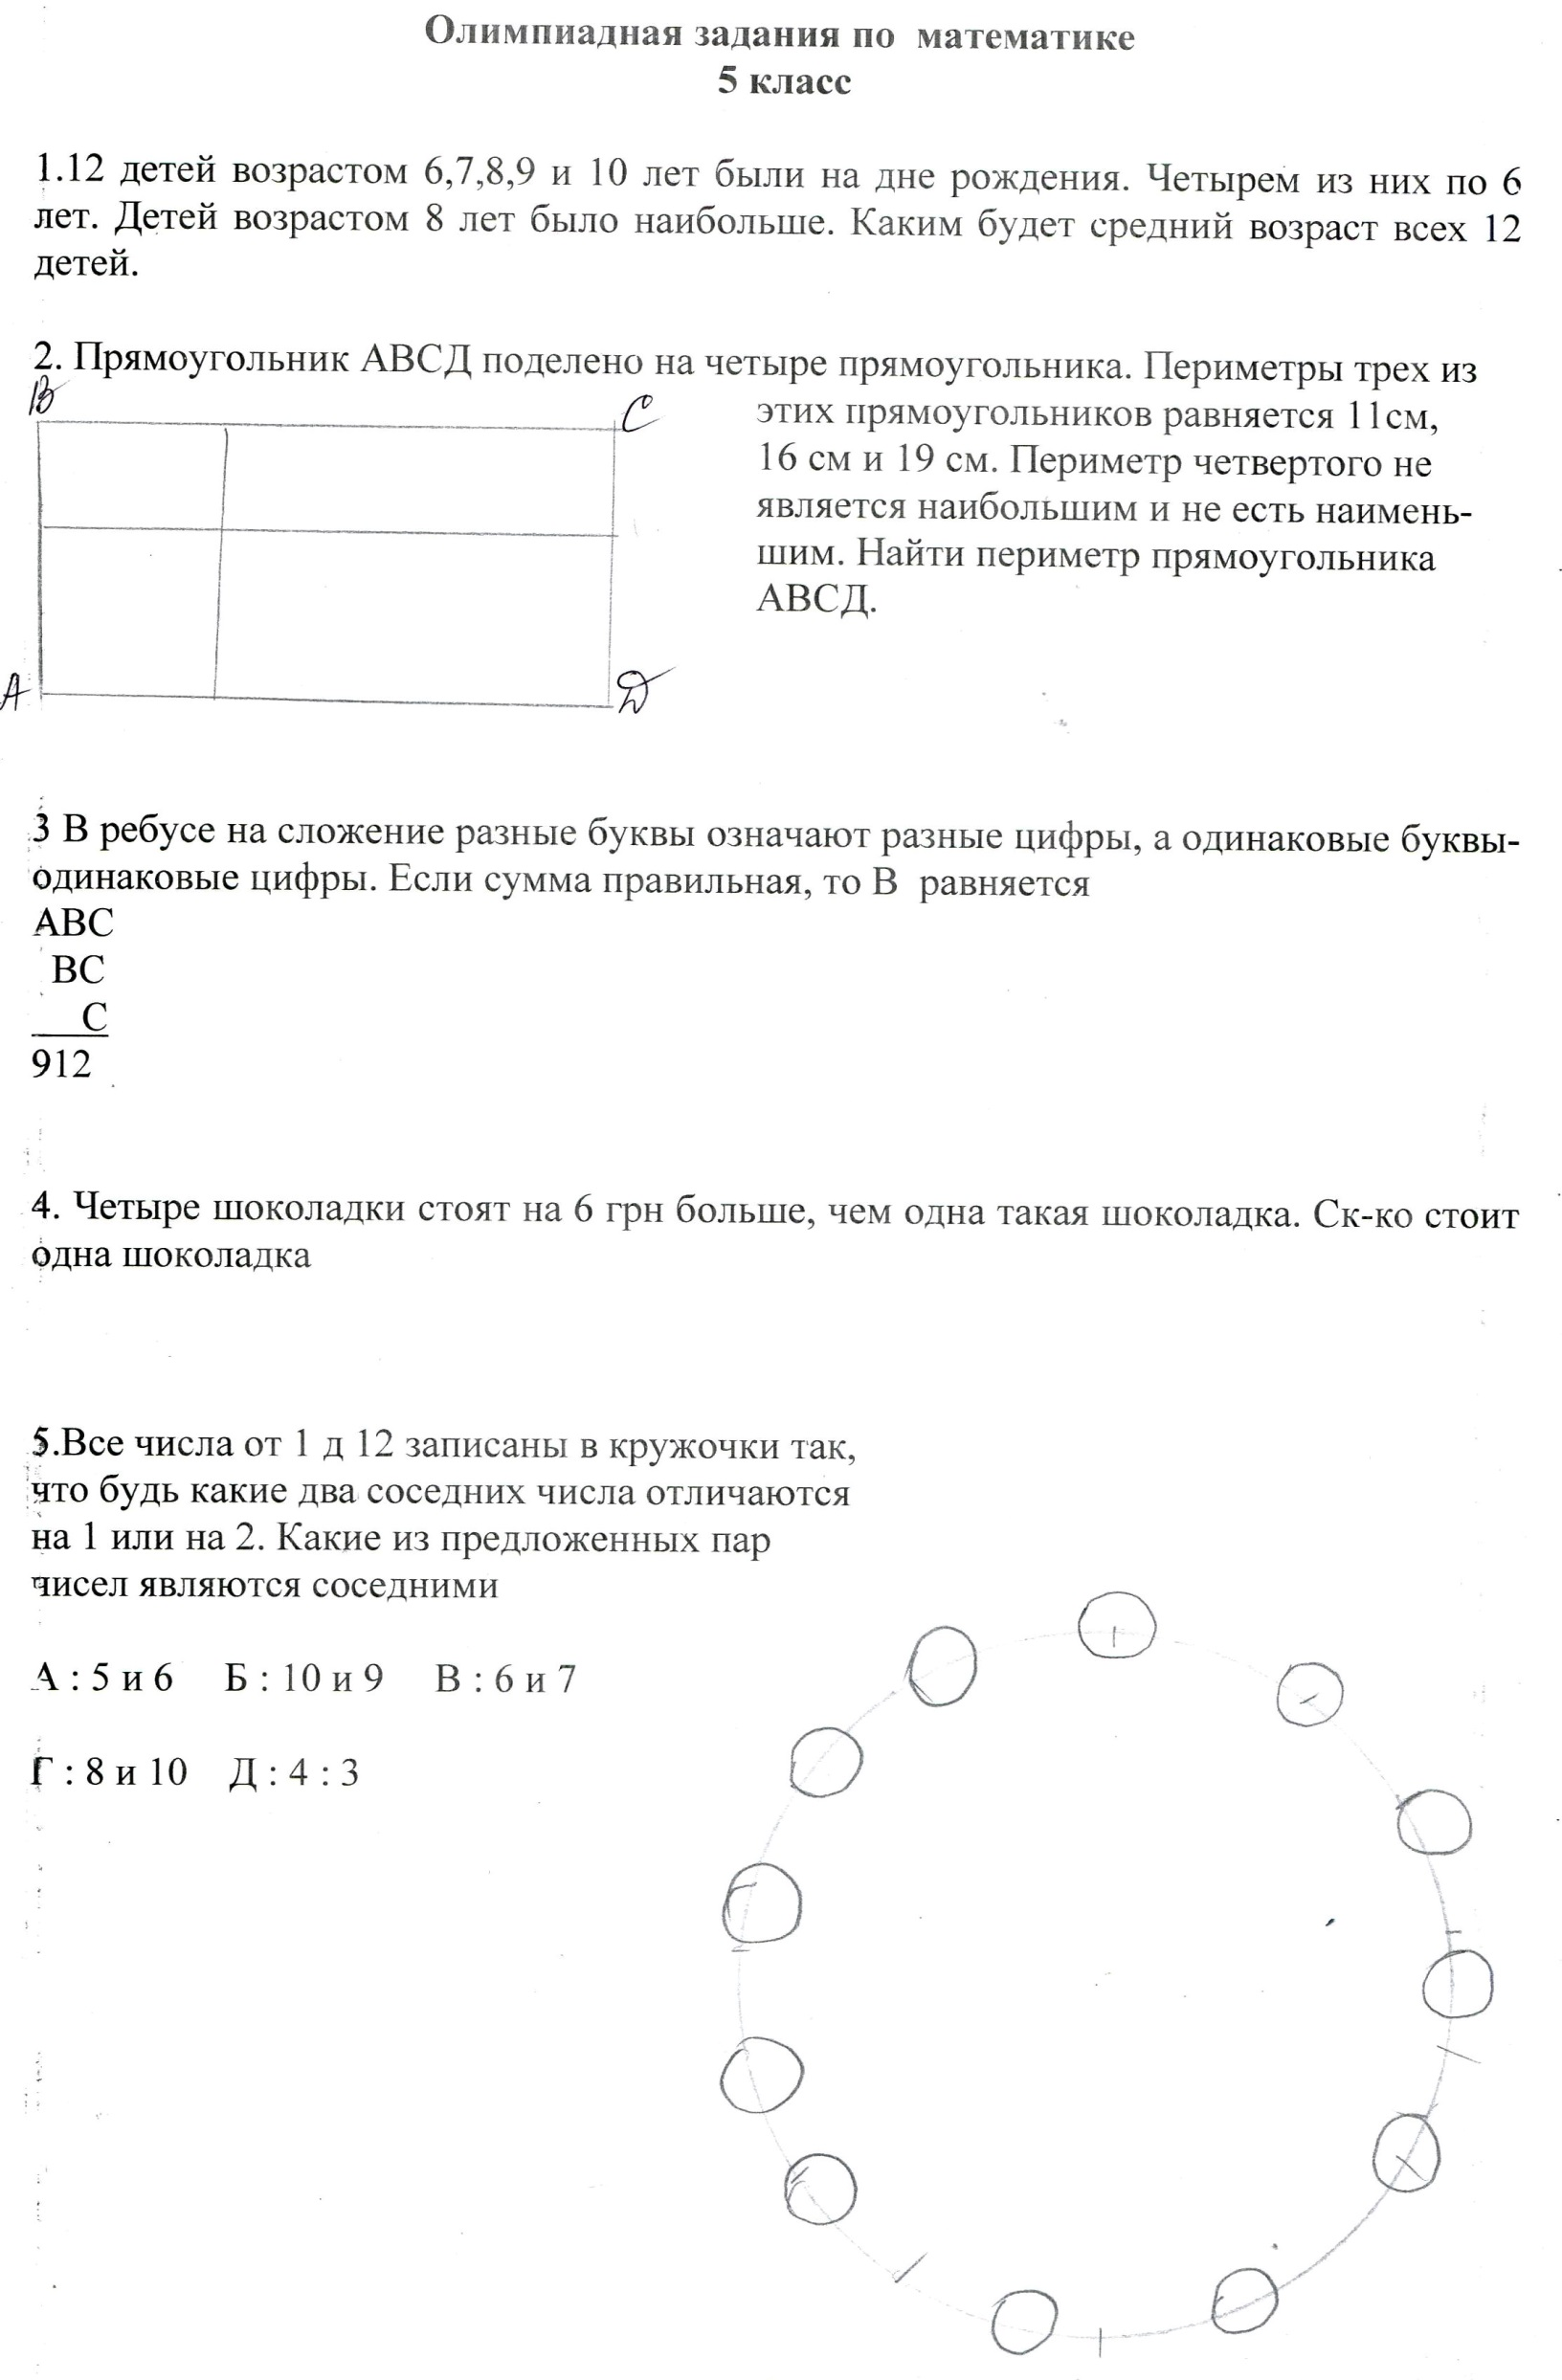 Олимпиадная задания по математике
5 класс
1.12 детей возрастом 6,7,8,9 и 10 лет были на дне рождения. Четырем из них по 6
лет. Детей возрастом 8 лет было наибольше. Каким будет средний возраст всех 12
детей.
2. Прямоугольник АВСД поделено на четыре прямоугольника. Периметры трех из
В
С
этих прямоугольников равняется 11см,
16 см и 19 см. Периметр четвертого не
является наибольшим и не есть наимень-
шим. Найти периметр прямоугольника
АВСД.
А
Д
3 В ребусе на сложение разные буквы означают разные цифры, а одинаковые буквы-
одинаковые цифры. Если сумма правильная, то В равняется
АВС
ВС
С
912
4. Четыре шоколадки стоят на 6 грн больше, чем одна такая шоколадка. Ск-ко стоит
одна шоколадка
5.Все числа от 1 д 12 записаны в кружочки так,
что будь какие два соседних числа отличаются
на 1 или на 2. Какие из предложенных пар
чисел являются соседними
А : 5 и 6 Б : 10 и 9 В : 6 и 7
Г : 8 и 10 Д : 4 : 3